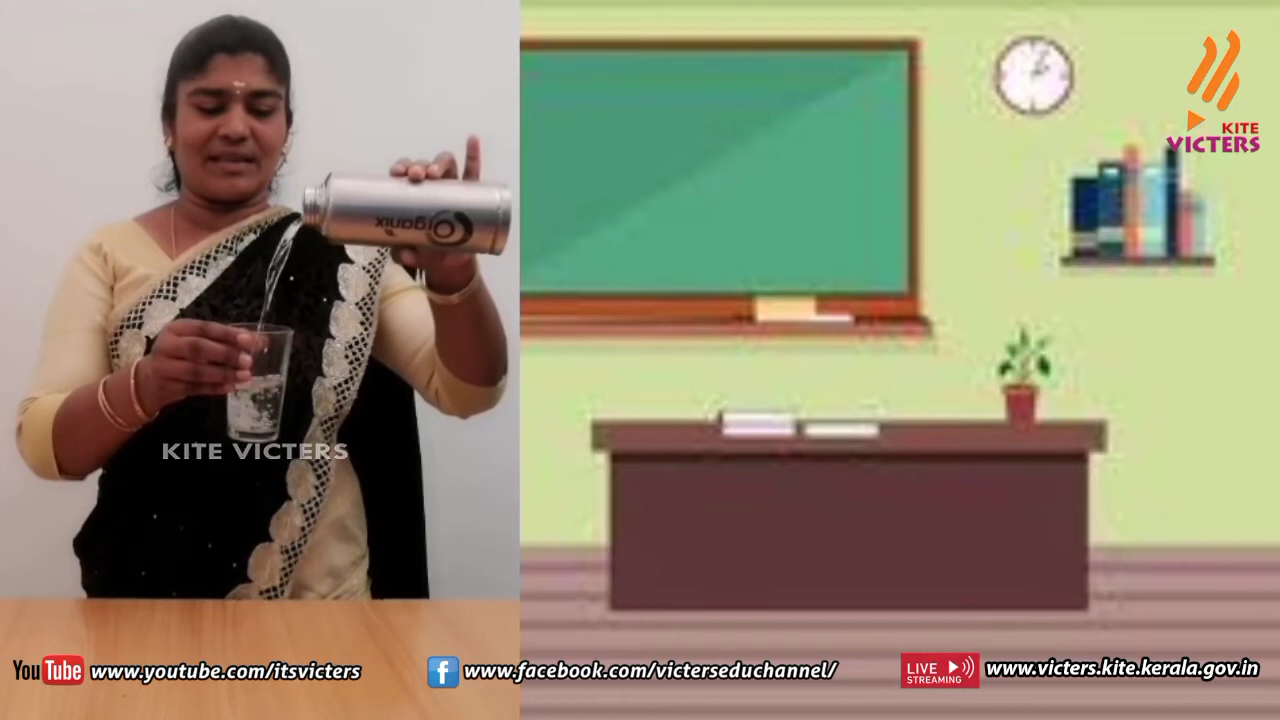 KITE
VICTERS
Organix
KITE VICTERS
YouTube www.youtube.com/itsvicters
f www.facebook.com/victerseduchannel/
LIVE STREAMING www.victers.kite.kerala.gov.in